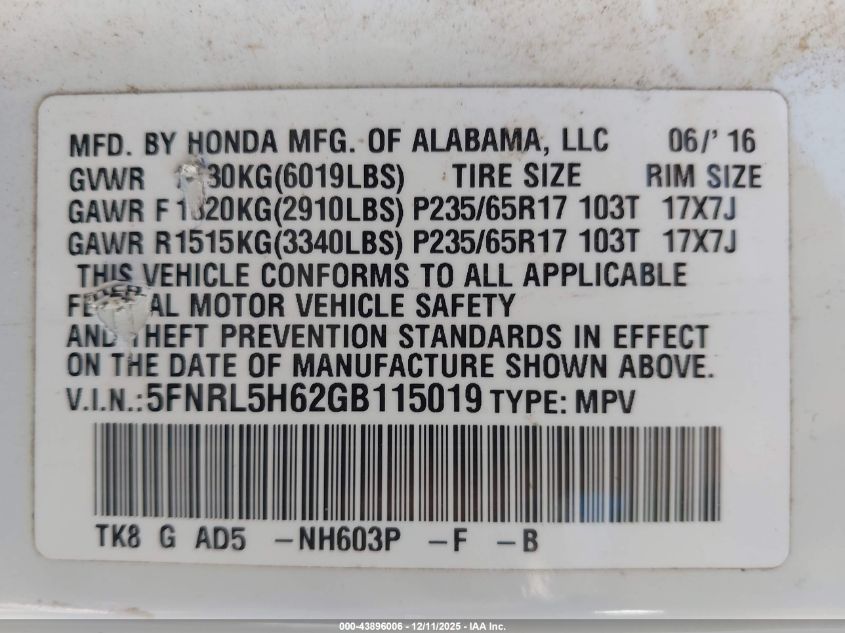 MFD. BY HONDA MFG. OF ALABAMA, LLC 06/' 16
GVWR 30KG(6019LBS) TIRE SIZE RIM SIZE
GAWR F 1320KG(2910LBS) P235/65R17 103T 17X7J
GAWR R1515KG(3340LBS) P235/65R17 103T 17X7J
THIS VEHICLE CONFORMS TO ALL APPLICABLE
FEDERAL MOTOR VEHICLE SAFETY
AND THEFT PREVENTION STANDARDS IN EFFECT
ON THE DATE OF MANUFACTURE SHOWN ABOVE.
V.I.N.:5FNRL5H62GB115019 TYPE: MPV
TK8 G AD5 -NH603P -F -B
000-43896006 - 12/11/2025 - IAA Inc.